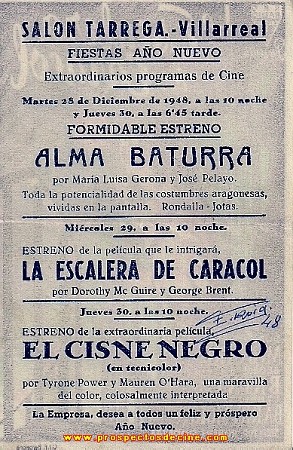 SALON TARREGA.-Villarreal
FIESTAS AÑO NUEVO
Extraordinarios programas de Cine
Martes 28 de Diciembre de 1948, a las 10 noche
y Jueves 30, a las 6'45 tarde.
FORMIDABLE ESTRENO
ALMA BATURRA
por Maria Luisa Gerona y José Pelayo.
Toda la potencialidad de las costumbres aragonesas,
vividas en la pantalla. Rondalla - Jotas.
Miércoles 29, a las 10 noche.
ESTRENO de la película que le intrigará,
LA ESCALERA DE CARACOL
por Dorothy Mc Guire y George Brent.
Jueves 30. a las 10 noche.
ESTRENO de la extraordinaria película,
48
EL CISNE NEGRO
(en tecnicolor)
por Tyrone Power y Mauren O'Hara, una maravilla
del color, colosalmente interpretada
La Empresa, desea a todos un feliz y próspero
Año Nuevo.
www.prospectosdecine.com